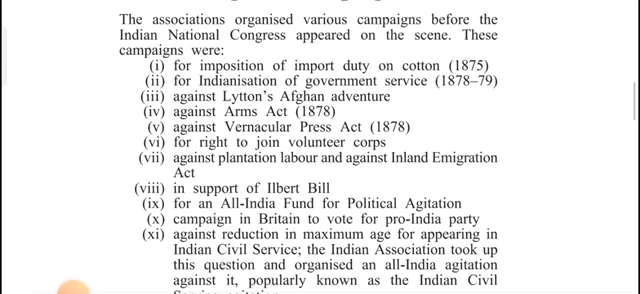 The associations organised various campaigns before the
Indian National Congress appeared on the scene. These
campaigns were:
(i) for imposition of import duty on cotton (1875)
(ii) for Indianisation of government service (1878–79)
(iii) against Lytton's Afghan adventure
(iv) against Arms Act (1878)
(v) against Vernacular Press Act (1878)
(vi) for right to join volunteer corps
(vii) against plantation labour and against Inland Emigration
Act
(viii) in support of Ilbert Bill
(ix) for an All-India Fund for Political Agitation
(x) campaign in Britain to vote for pro-India party
(xi) against reduction in maximum age for appearing in
Indian Civil Service; the Indian Association took up
this question and organised an all-India agitation
against it, popularly known as the Indian Civil